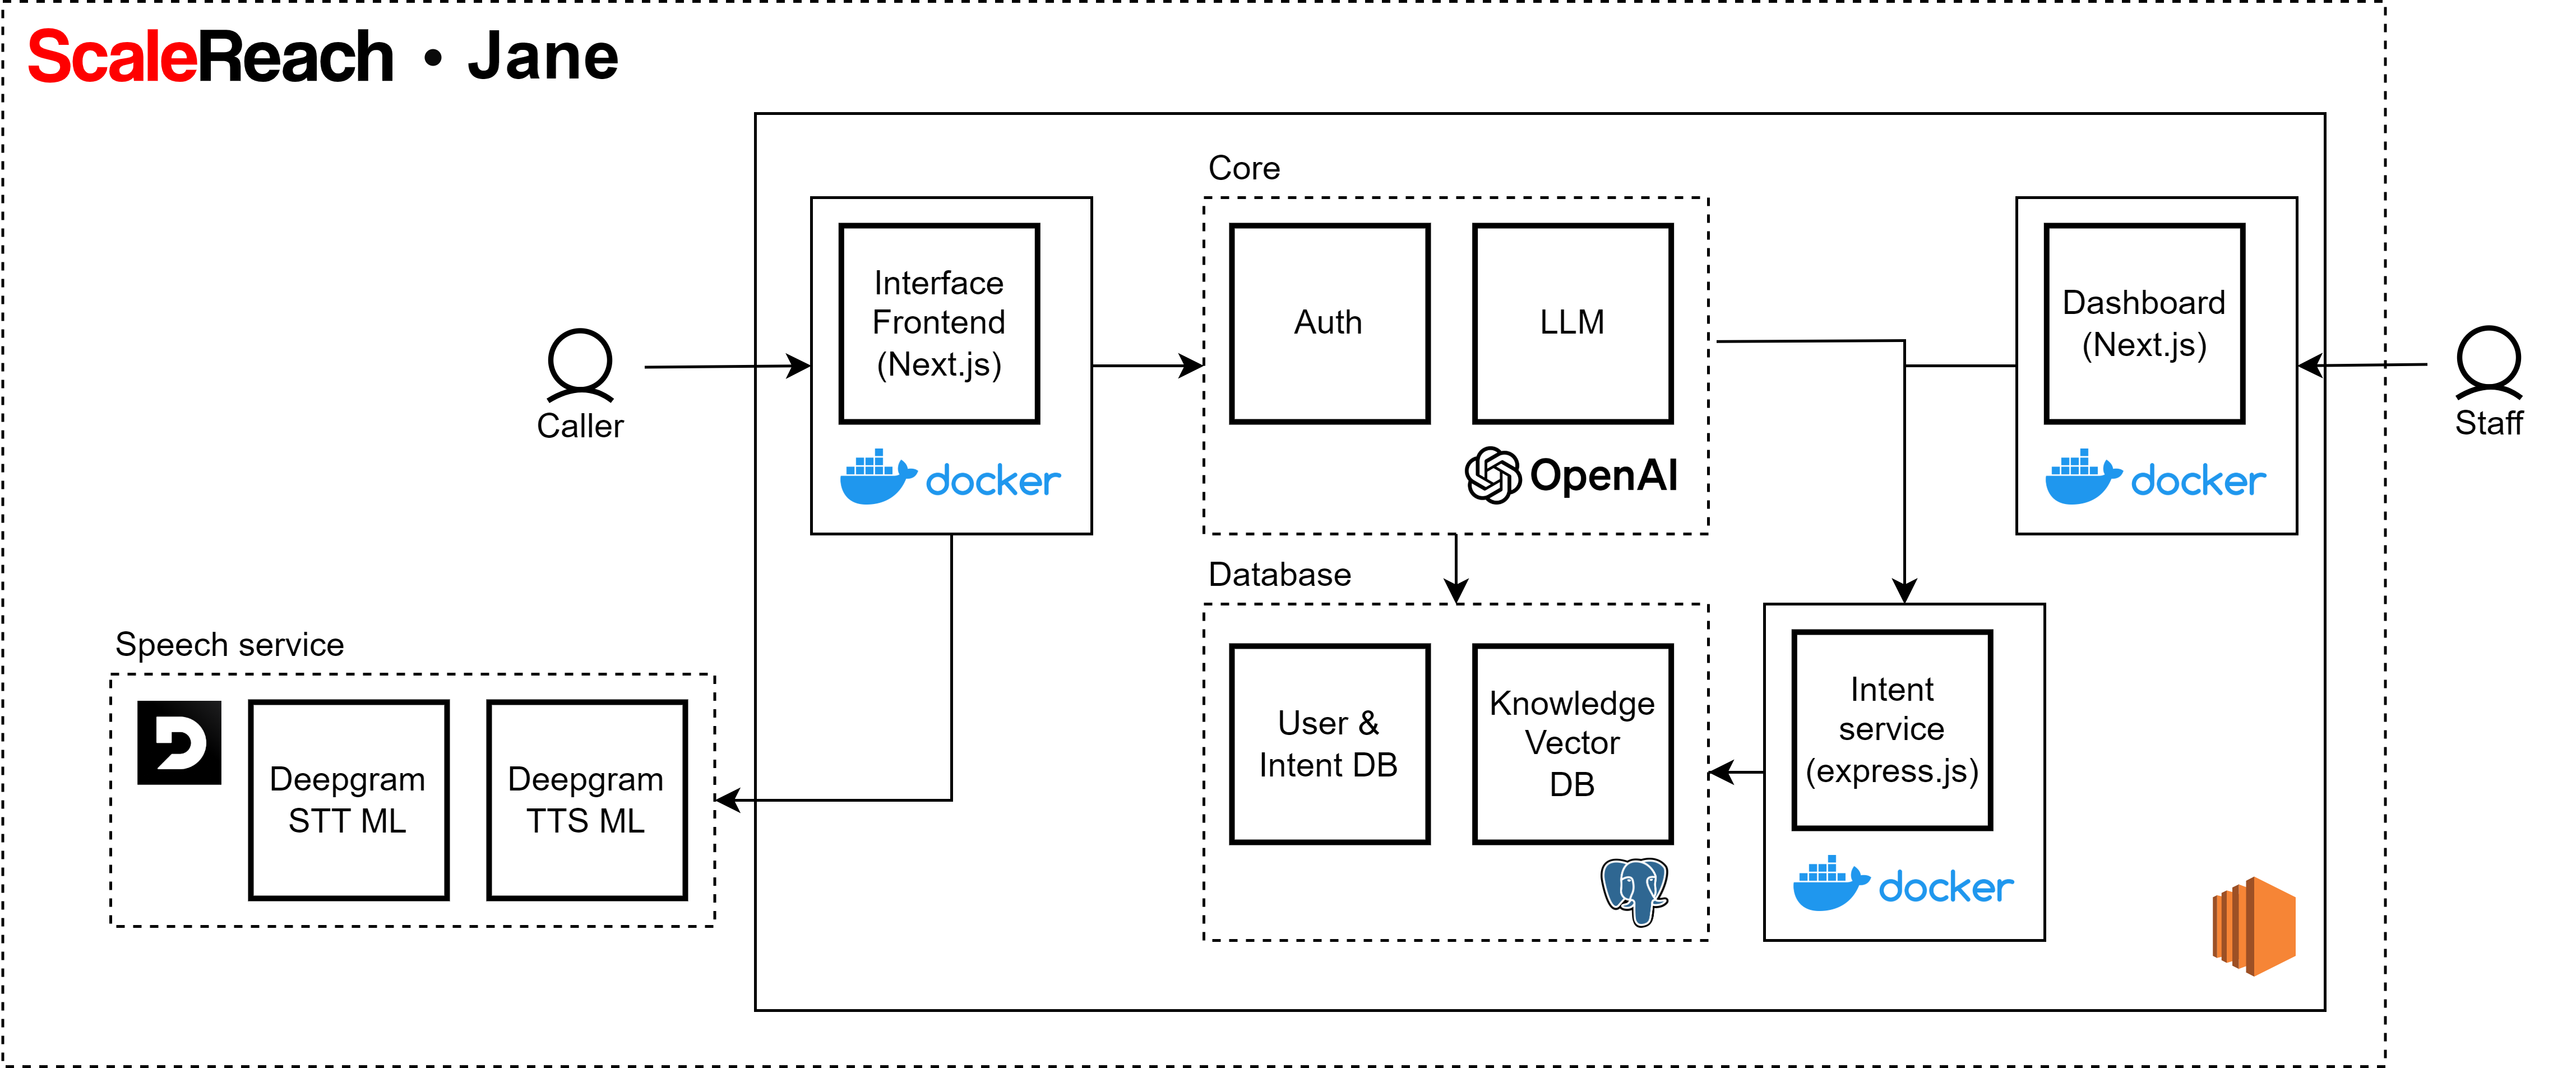 ScaleReach • Jane
Core
Interface
Frontend
(Next.js)
docker
Auth
LLM
OpenAI
Dashboard
(Next.js)
docker
Caller
Staff
Database
User &
Intent DB
Knowledge
Vector
DB
Intent
service
(express.js)
docker
Speech service
Deepgram
STT ML
Deepgram
TTS ML